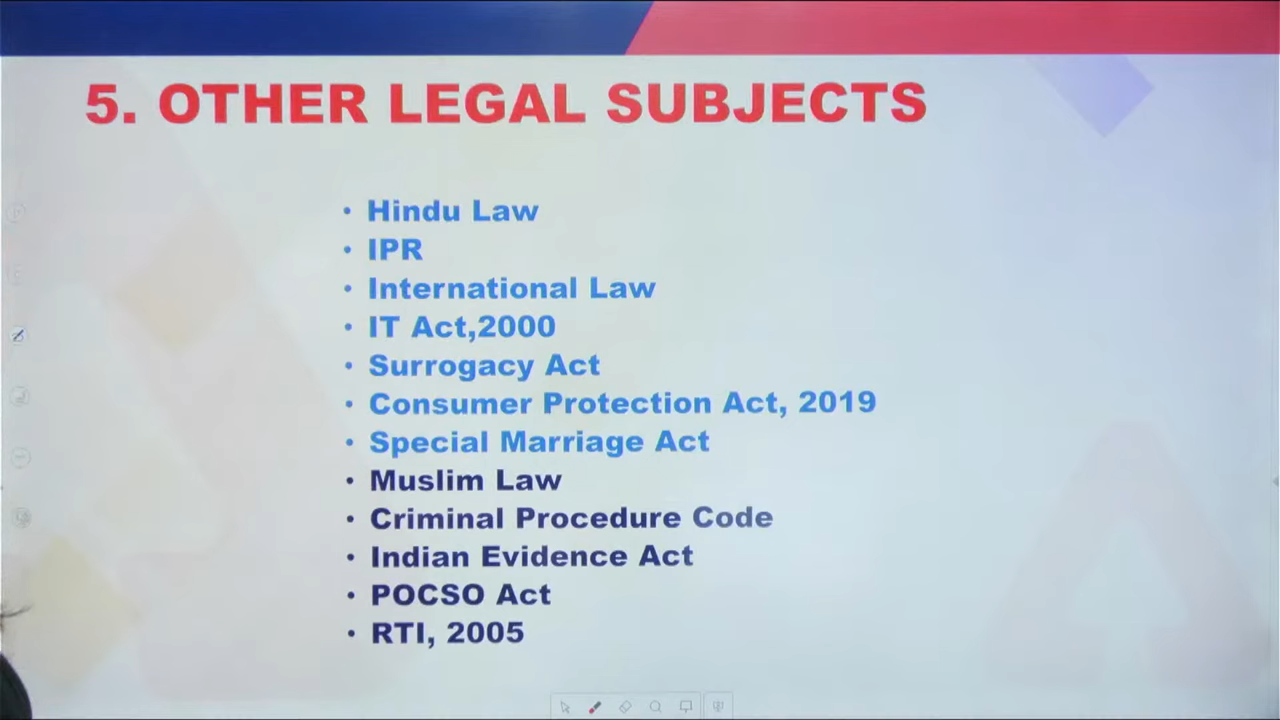 5. OTHER LEGAL SUBJECTS
• Hindu Law
• IPR
• International Law
• IT Act,2000
• Surrogacy Act
• Consumer Protection Act, 2019
• Special Marriage Act
• Muslim Law
• Criminal Procedure Code
• Indian Evidence Act
• POCSO Act
• RTI, 2005